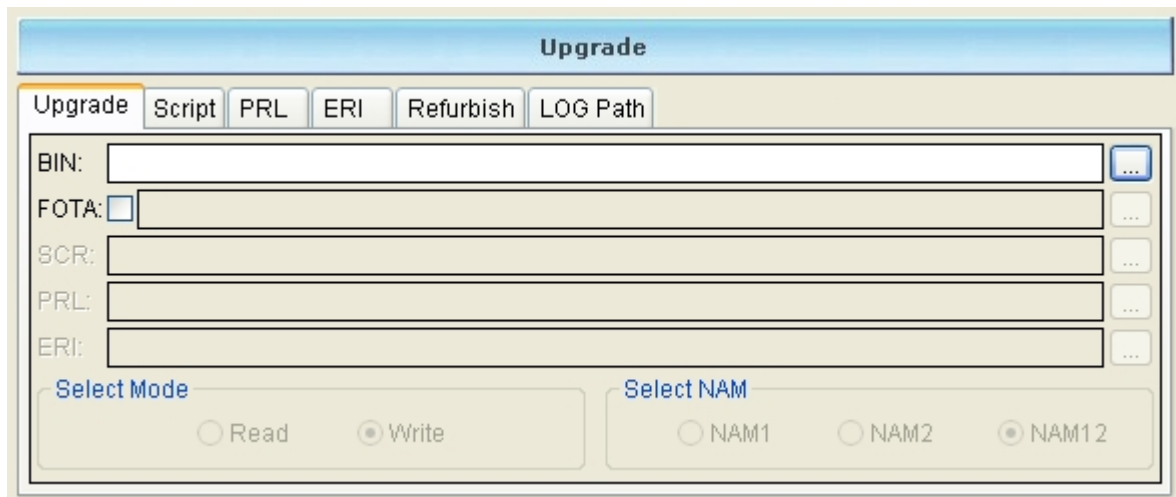 Upgrade
Upgrade Script PRL ERI Refurbish LOG Path
BIN: ...
FOTA: ...
SCR: ...
PRL: ...
ERI: ...
Select Mode Select NAM
Read Write NAM1 NAM2 NAM12